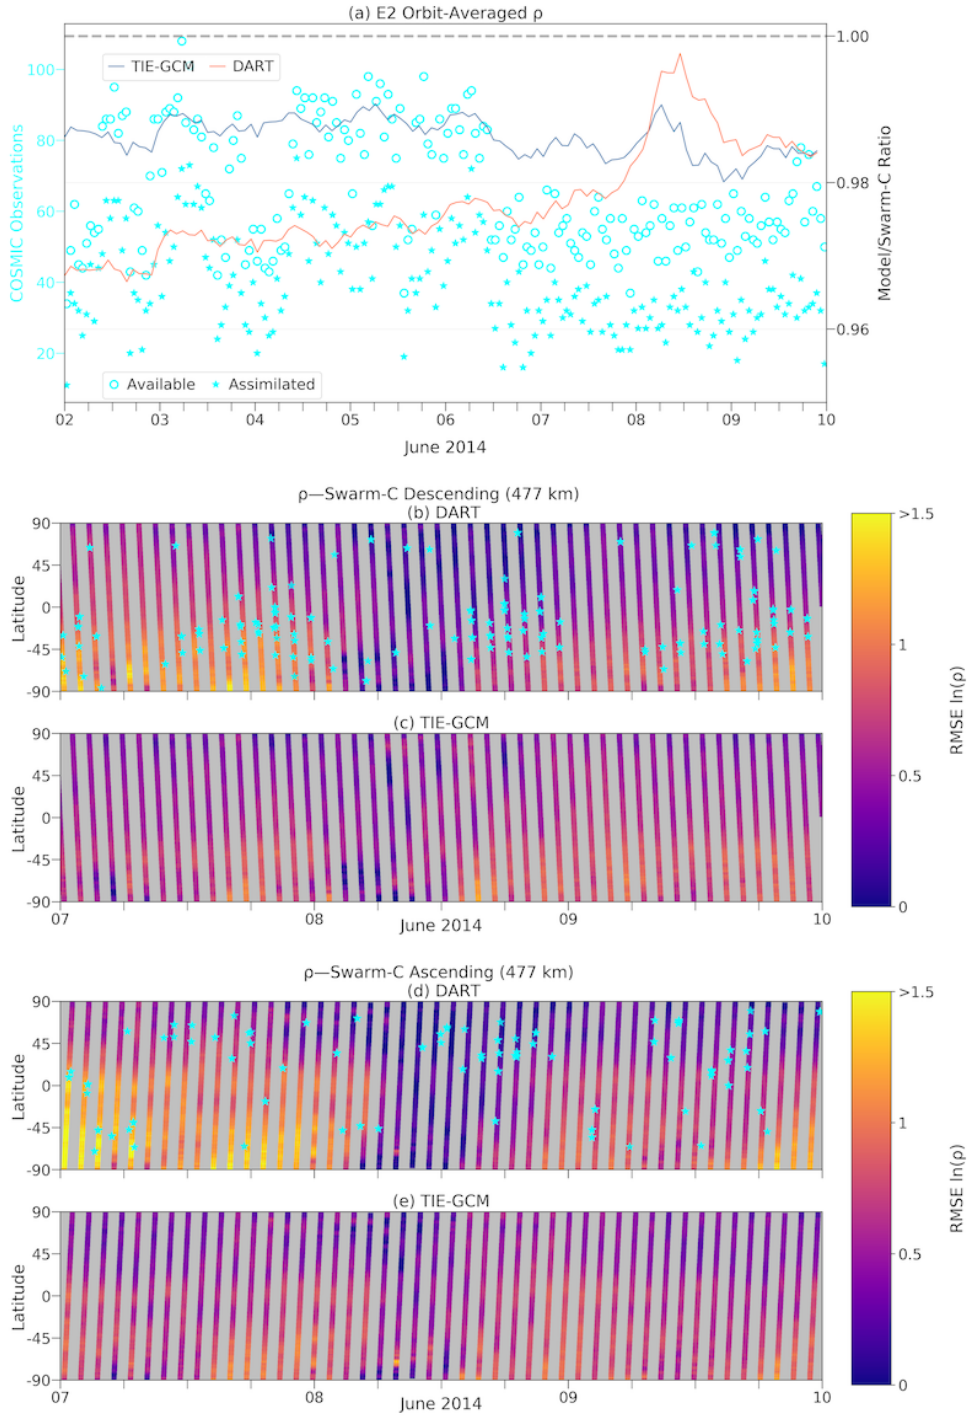 (a) E2 Orbit-Averaged ρ
1.00
TIE-GCM DART
100
80
60
40
20
COSMIC Observations
0.98
0.96
Model/Swarm-C Ratio
Available Assimilated
02 03 04 05 06 07 08 09 10
June 2014
ρ—Swarm-C Descending (477 km)
(b) DART
90
45
0
-45
-90
Latitude
(c) TIE-GCM
90
45
0
-45
-90
Latitude
07 08 09 10
June 2014
>1.5
1
0.5
0
RMSE ln(ρ)
ρ—Swarm-C Ascending (477 km)
(d) DART
90
45
0
-45
-90
Latitude
(e) TIE-GCM
90
45
0
-45
-90
Latitude
07 08 09 10
June 2014
>1.5
1
0.5
0
RMSE ln(ρ)